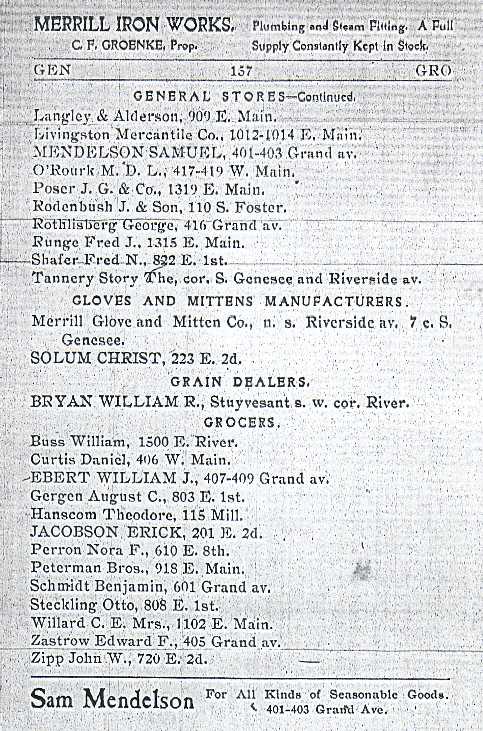 MERRILL IRON WORKS. Plumbing and Steam Fitting. A Full
C. F. GROENKE, Prop. Supply Constantly Kept in Stock.
GEN 157 GRO
GENERAL STORES—Continued.
Langley & Alderson, 909 E. Main.
Livingston Mercantile Co., 1012-1014 E. Main.
MENDELSON SAMUEL, 401-403 Grand av.
O'Rourk M. D. L., 417-419 W. Main.
Poser J. G. & Co., 1319 E. Main.
Rodenbush J. & Son, 110 S. Foster.
Rothlisberg George, 416 Grand av.
Runge Fred J., 1315 E. Main.
Shafer Fred N., 822 E. 1st.
Tannery Story The, cor. S. Genesee and Riverside av.
GLOVES AND MITTENS MANUFACTURERS.
Merrill Glove and Mitten Co., n. s. Riverside av. 7 e. S.
Genesee.
SOLUM CHRIST, 223 E. 2d.
GRAIN DEALERS.
BRYAN WILLIAM R., Stuyvesant s. w. cor. River.
GROCERS.
Buss William, 1500 E. River.
Curtis Daniel, 406 W. Main.
EBERT WILLIAM J., 407-409 Grand av.
Gergen August C., 803 E. 1st.
Hanscom Theodore, 115 Mill.
JACOBSON ERICK, 201 E. 2d.
Perron Nora F., 610 E. 8th.
Peterman Bros., 918 E. Main.
Schmidt Benjamin, 601 Grand av.
Steckling Otto, 808 E. 1st.
Willard C. E. Mrs., 1102 E. Main.
Zastrow Edward F., 405 Grand av.
Zipp John W., 720 E. 2d.
Sam Mendelson For All Kinds of Seasonable Goods.
401-403 Grand Ave.